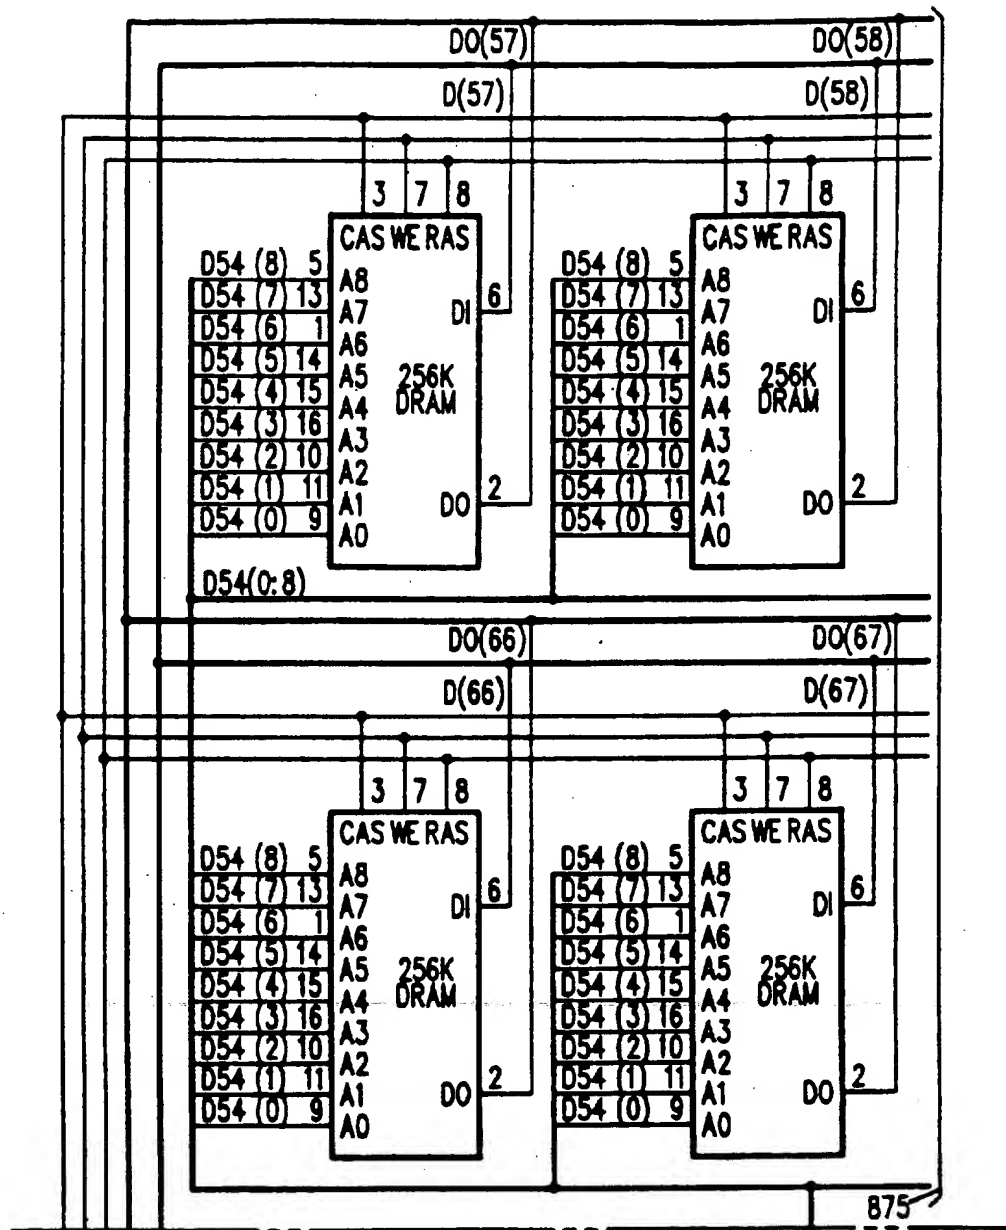 DO(57) DO(58)
D(57) D(58)
3 7 8 3 7 8
CAS WE RAS CAS WE RAS
D54 (8) 5 A8 D54 (8) 5 A8
D54 (7) 13 A7 DI 6 D54 (7) 13 A7 DI 6
D54 (6) 1 A6 D54 (6) 1 A6
D54 (5) 14 A5 256K D54 (5) 14 A5 256K
D54 (4) 15 A4 DRAM D54 (4) 15 A4 DRAM
D54 (3) 16 A3 D54 (3) 16 A3
D54 (2) 10 A2 D54 (2) 10 A2
D54 (1) 11 A1 DO 2 D54 (1) 11 A1 DO 2
D54 (0) 9 A0 D54 (0) 9 A0
D54(0:8)
DO(66) DO(67)
D(66) D(67)
3 7 8 3 7 8
CAS WE RAS CAS WE RAS
D54 (8) 5 A8 D54 (8) 5 A8
D54 (7) 13 A7 DI 6 D54 (7) 13 A7 DI 6
D54 (6) 1 A6 D54 (6) 1 A6
D54 (5) 14 A5 256K D54 (5) 14 A5 256K
D54 (4) 15 A4 DRAM D54 (4) 15 A4 DRAM
D54 (3) 16 A3 D54 (3) 16 A3
D54 (2) 10 A2 D54 (2) 10 A2
D54 (1) 11 A1 DO 2 D54 (1) 11 A1 DO 2
D54 (0) 9 A0 D54 (0) 9 A0
875